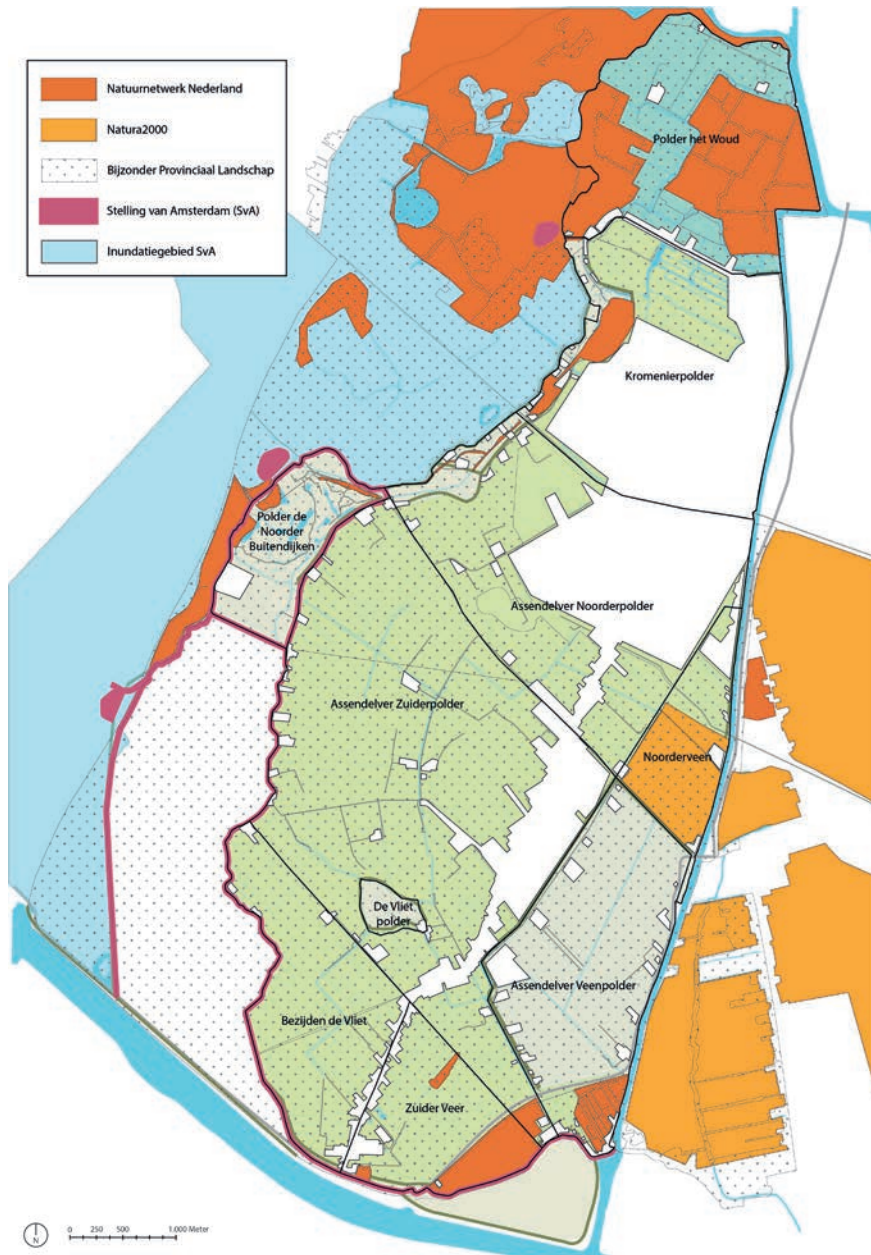 Natuurnetwerk Nederland
Natura2000
Bijzonder Provinciaal Landschap
Stelling van Amsterdam (SvA)
Inundatiegebied SvA
Polder het Woud
Kromenierpolder
Polder de
Noorder
Buitendijken
Assendelver Noorderpolder
Assendelver Zuiderpolder
Noorderveen
De Vliet
polder
Assendelver Veenpolder
Bezijden de Vliet
Zuider Veer
N
0 250 500 1.000 Meter